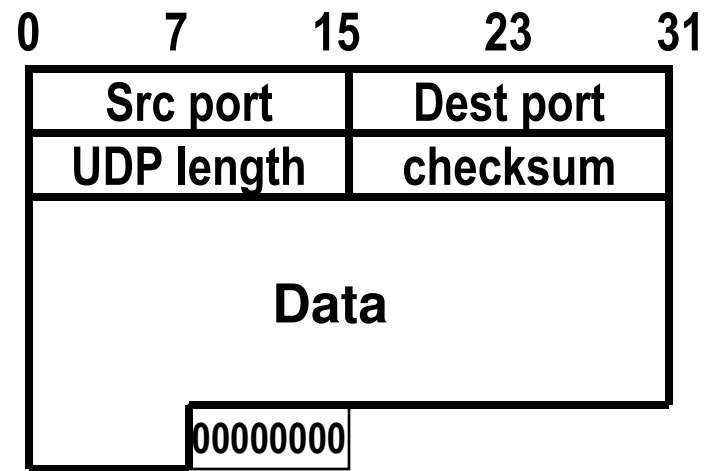 0 7 15 23 31
Src port Dest port
UDP length checksum
Data
00000000